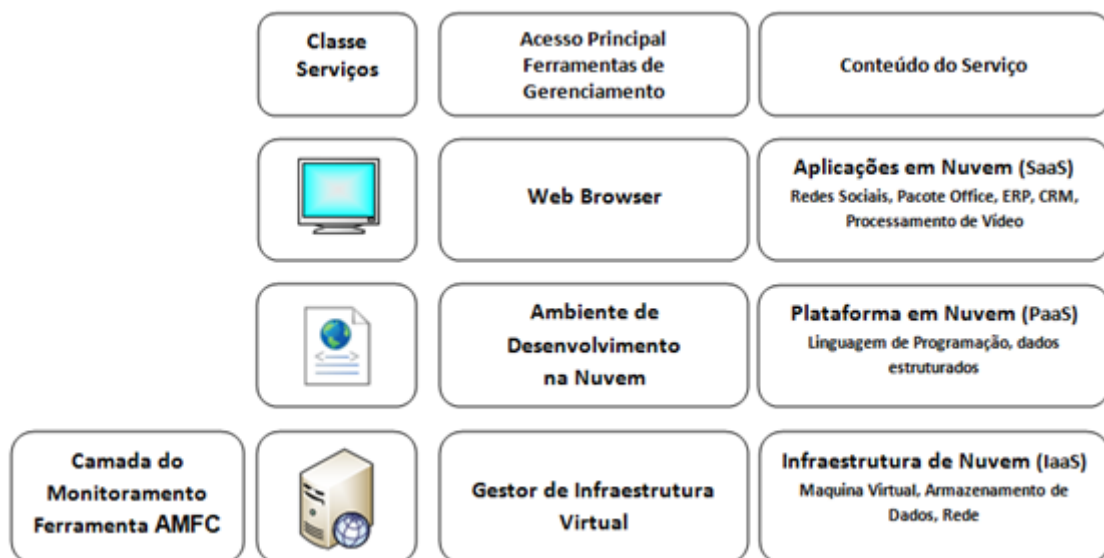 Classe
Serviços
Acesso Principal
Ferramentas de
Gerenciamento
Conteúdo do Serviço
Web Browser
Aplicações em Nuvem (SaaS)
Redes Sociais, Pacote Office, ERP, CRM,
Processamento de Vídeo
Ambiente de
Desenvolvimento
na Nuvem
Plataforma em Nuvem (PaaS)
Linguagem de Programação, dados
estruturados
Camada do
Monitoramento
Ferramenta AMFC
Gestor de Infraestrutura
Virtual
Infraestrutura de Nuvem (IaaS)
Maquina Virtual, Armazenamento de
Dados, Rede